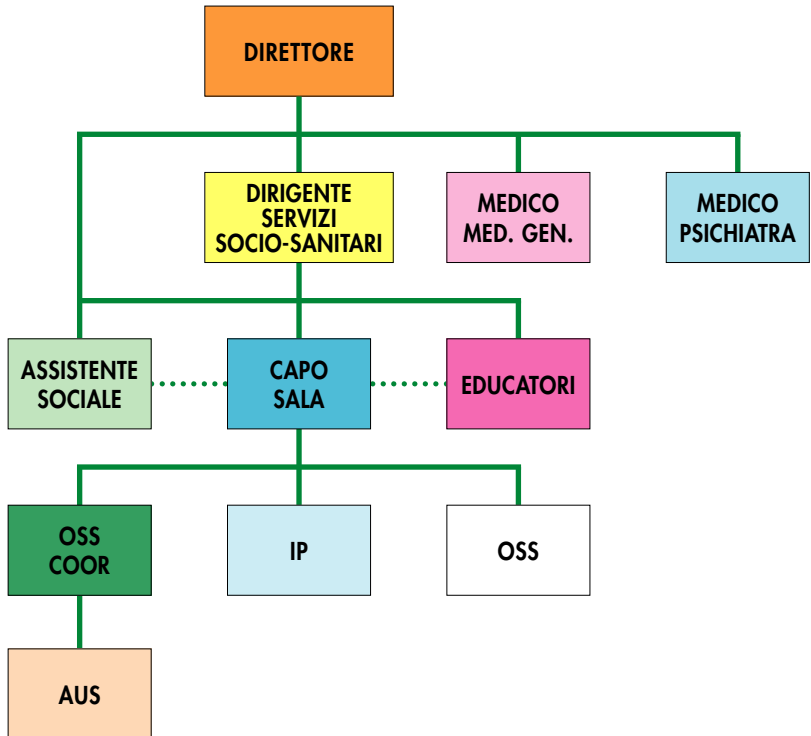 DIRETTORE
DIRIGENTE
SERVIZI
SOCIO-SANITARI
MEDICO
MED. GEN.
MEDICO
PSICHIATRA
ASSISTENTE
SOCIALE
CAPO
SALA
EDUCATORI
OSS
COOR
IP
OSS
AUS